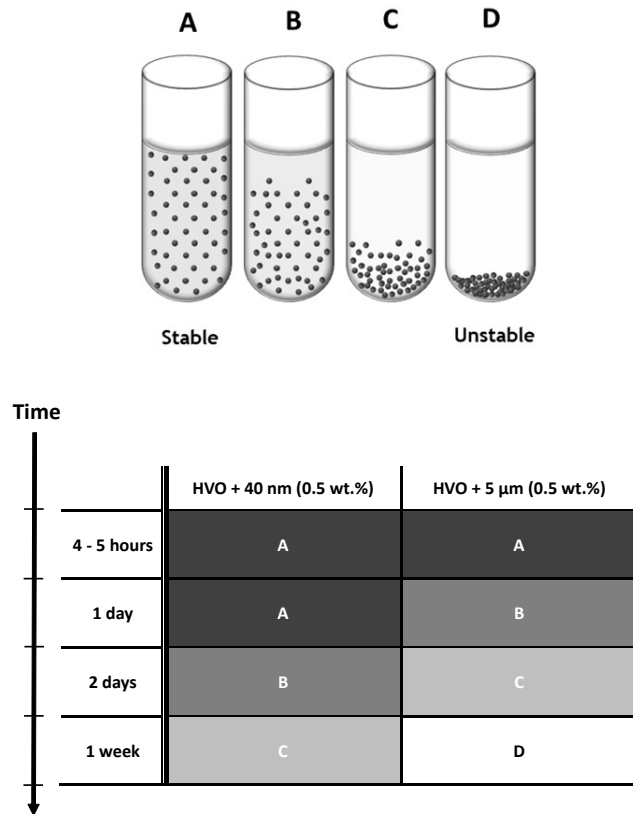 A B C D
Stable Unstable
Time
HVO + 40 nm (0.5 wt.%) HVO + 5 µm (0.5 wt.%)
4 - 5 hours A A
1 day A B
2 days B C
1 week C D